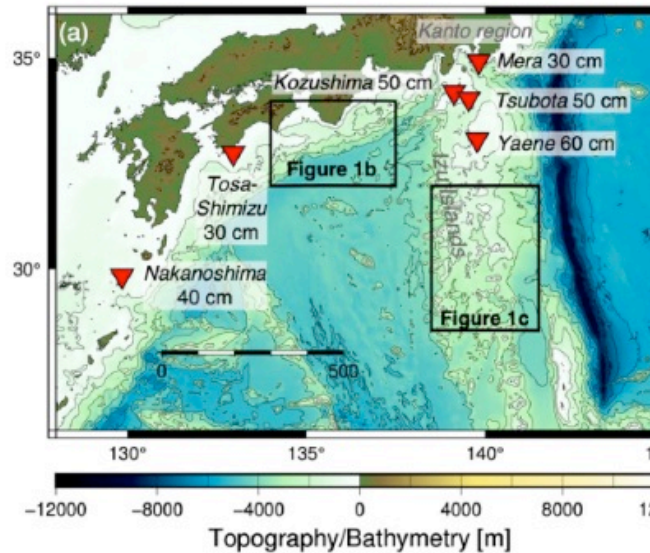 (a)
Kanto region
35°
Mera 30 cm
Kozushima 50 cm
Tsubota 50 cm
Yaene 60 cm
Figure 1b
Izu Islands
Tosa-
Shimizu
30 cm
30°
Nakanoshima
40 cm
Figure 1c
0
500
130°
135°
140°
−12000
−8000
−4000
0
4000
8000
Topography/Bathymetry [m]